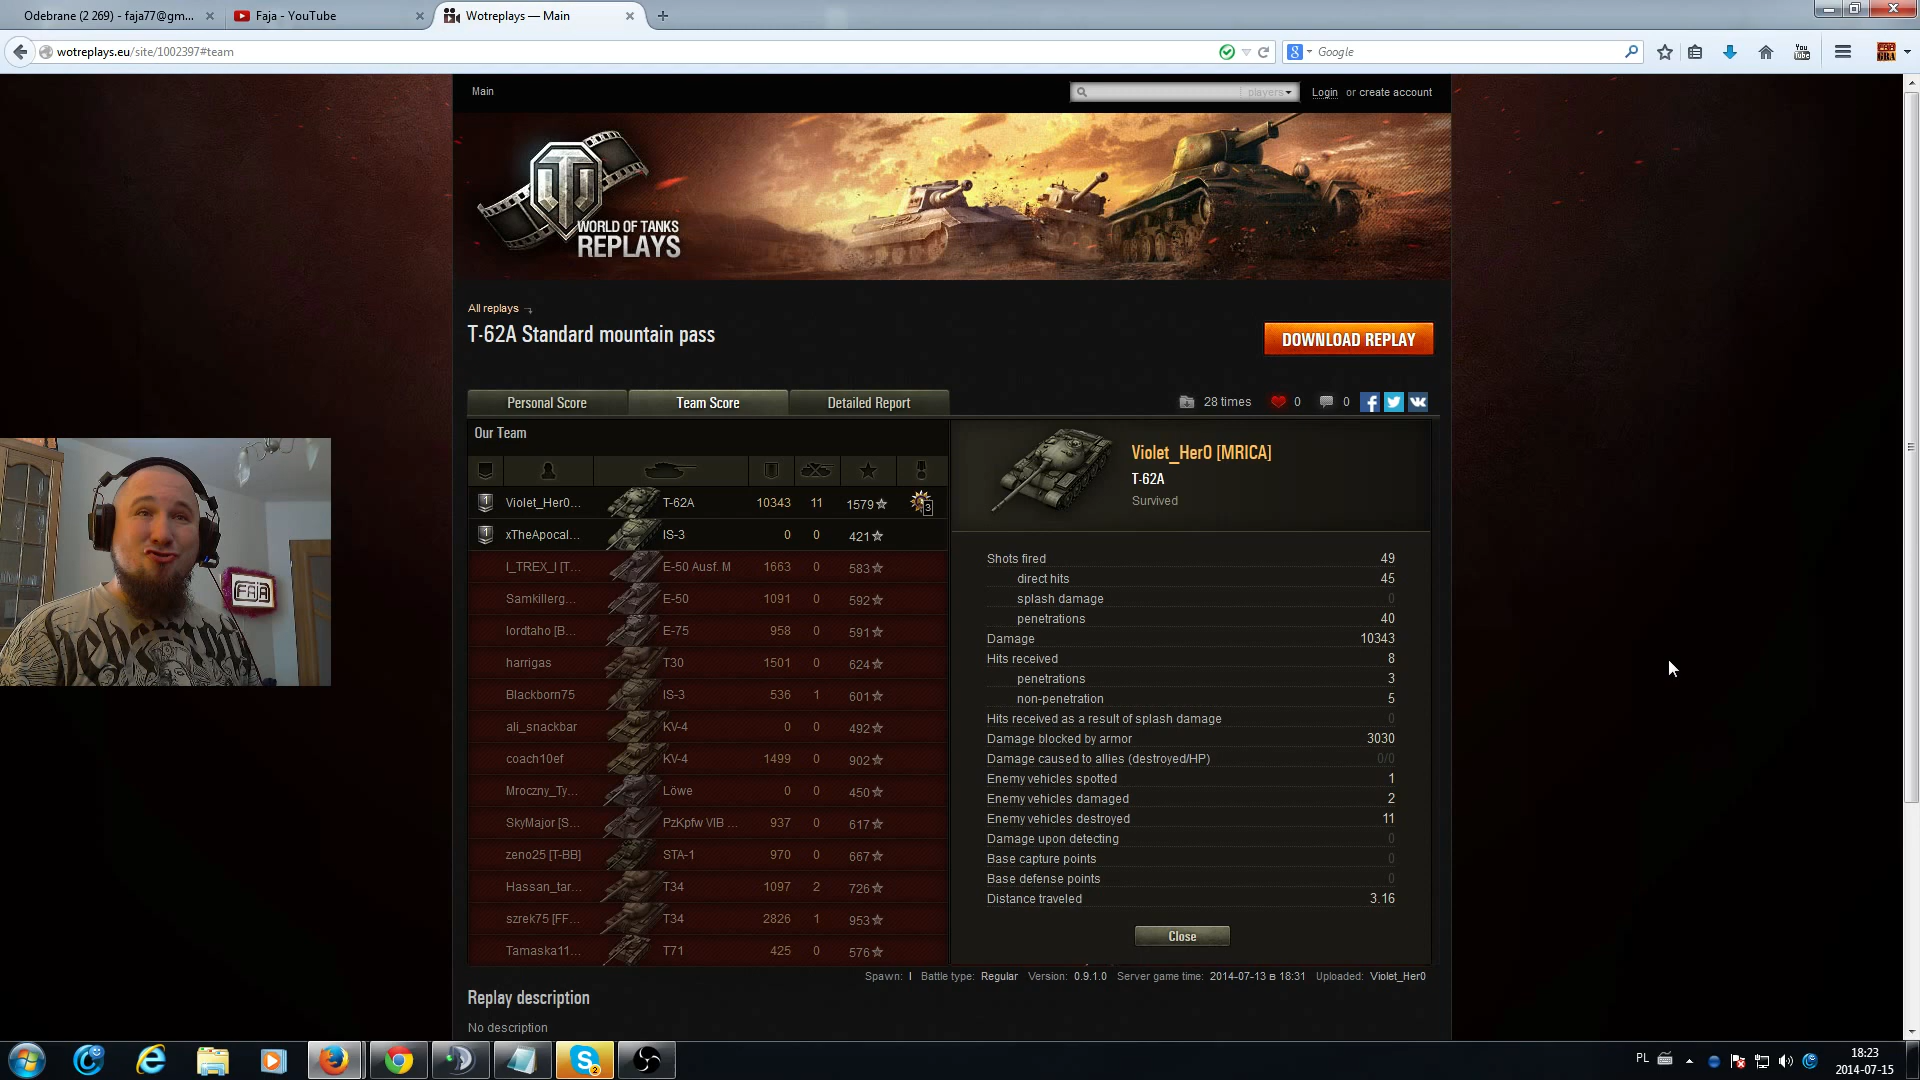 Odebrane (2 269) - faja77@gm...
Faja - YouTube
Wotreplays — Main
wotreplays.eu/site/1002397#team
Google
You
Main
players
Login or create account
WORLD OF TANKS
REPLAYS
All replays
T-62A Standard mountain pass
DOWNLOAD REPLAY
Personal Score
Team Score
Detailed Report
28 times
0
0
Our Team
Violet_Her0... T-62A 10343 11 1579 3
xTheApocal... IS-3 0 0 421
I_TREX_I [T... E-50 Ausf. M 1663 0 583
Samkillerg... E-50 1091 0 592
lordtaho [B... E-75 958 0 591
harrigas T30 1501 0 624
Blackborn75 IS-3 536 1 601
ali_snackbar KV-4 0 0 492
coach10ef KV-4 1499 0 902
Mroczny_Ty... Löwe 0 0 450
SkyMajor [S... PzKpfw VIB ... 937 0 617
zeno25 [T-BB] STA-1 970 0 667
Hassan_tar... T34 1097 2 726
szrek75 [FF... T34 2826 1 953
Tamaska11... T71 425 0 576
Violet_Her0 [MRICA]
T-62A
Survived
Shots fired 49
direct hits 45
splash damage 0
penetrations 40
Damage 10343
Hits received 8
penetrations 3
non-penetration 5
Hits received as a result of splash damage 0
Damage blocked by armor 3030
Damage caused to allies (destroyed/HP) 0/0
Enemy vehicles spotted 1
Enemy vehicles damaged 2
Enemy vehicles destroyed 11
Damage upon detecting 0
Base capture points 0
Base defense points 0
Distance traveled 3.16
Close
Spawn: I Battle type: Regular Version: 0.9.1.0 Server game time: 2014-07-13 в 18:31 Uploaded: Violet_Her0
Replay description
No description
FAJA
PL
18:23
2014-07-15